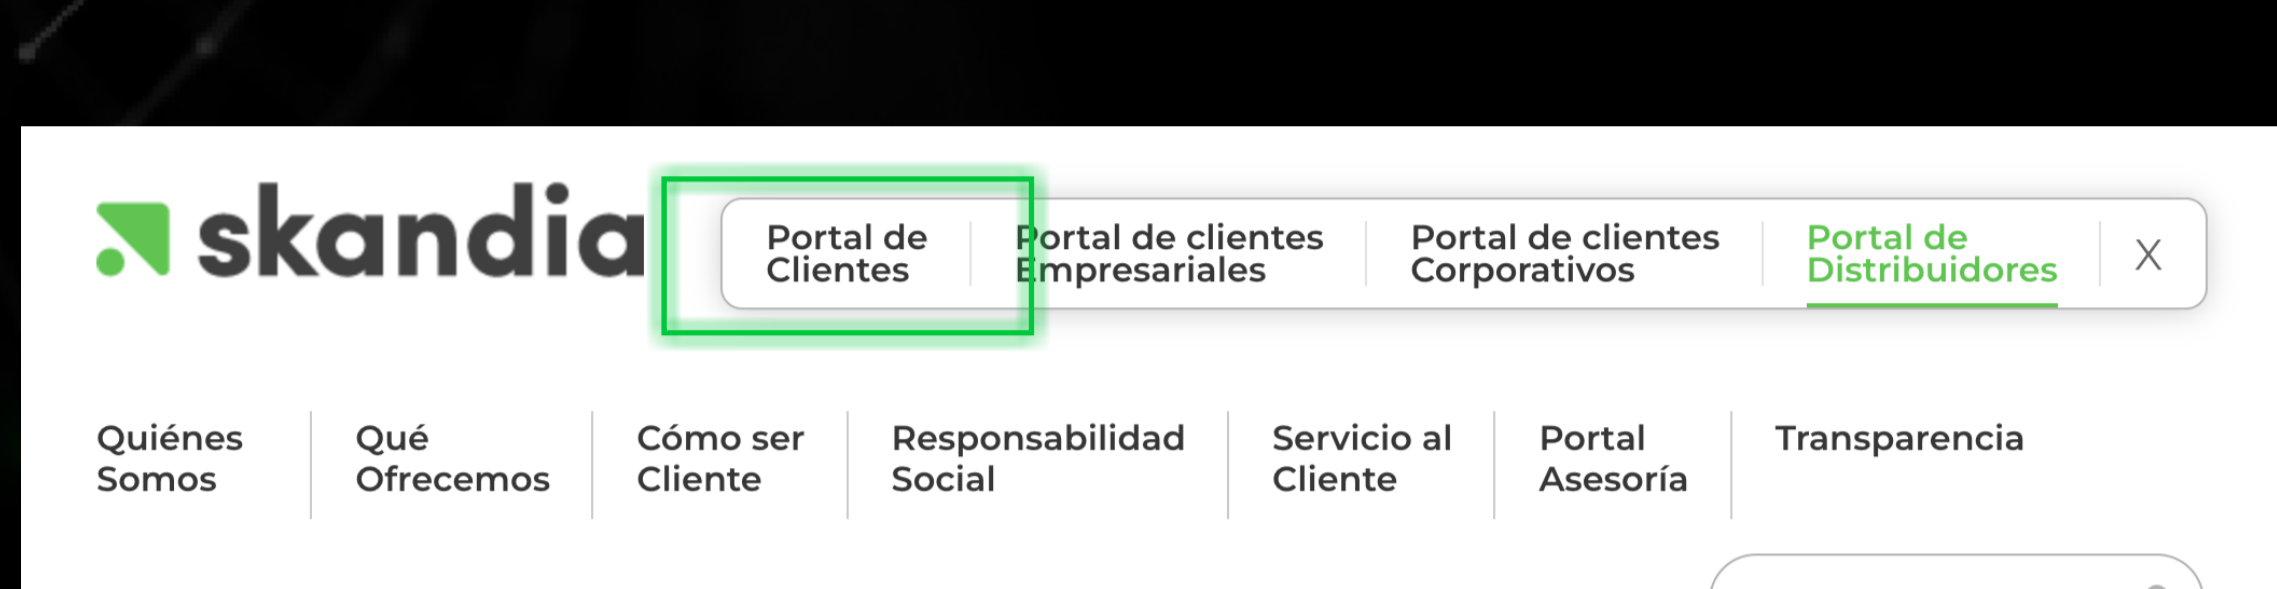 skandia
Portal de
Clientes
Portal de clientes
Empresariales
Portal de clientes
Corporativos
Portal de
Distribuidores
X
Quiénes
Somos
Qué
Ofrecemos
Cómo ser
Cliente
Responsabilidad
Social
Servicio al
Cliente
Portal
Asesoría
Transparencia